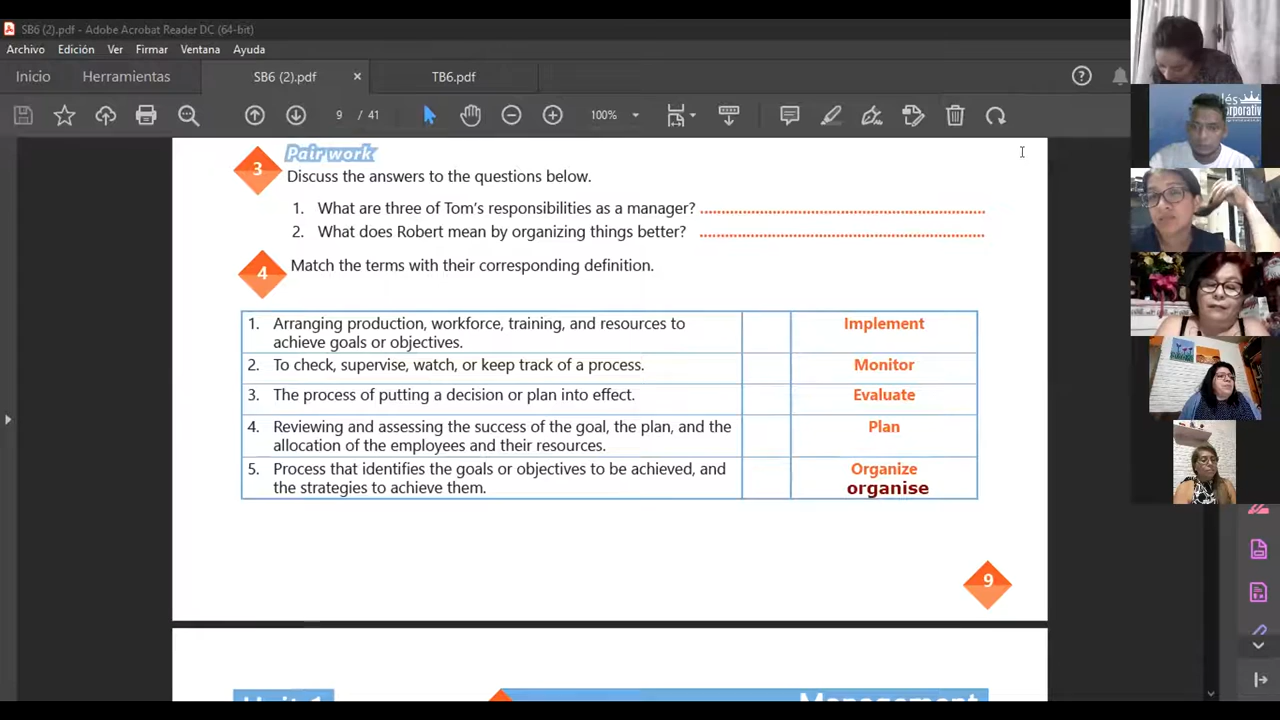 SB6 (2).pdf - Adobe Acrobat Reader DC (64-bit)
Archivo Edición Ver Firmar Ventana Ayuda
Inicio Herramientas SB6 (2).pdf × TB6.pdf
9 / 41 100%
Pair work
3
Discuss the answers to the questions below.
1. What are three of Tom's responsibilities as a manager?
2. What does Robert mean by organizing things better?
4
Match the terms with their corresponding definition.
1. Arranging production, workforce, training, and resources to achieve goals or objectives.
Implement
2. To check, supervise, watch, or keep track of a process.
Monitor
3. The process of putting a decision or plan into effect.
Evaluate
4. Reviewing and assessing the success of the goal, the plan, and the allocation of the employees and their resources.
Plan
5. Process that identifies the goals or objectives to be achieved, and the strategies to achieve them.
Organize
organise
9
Unit 1 Management